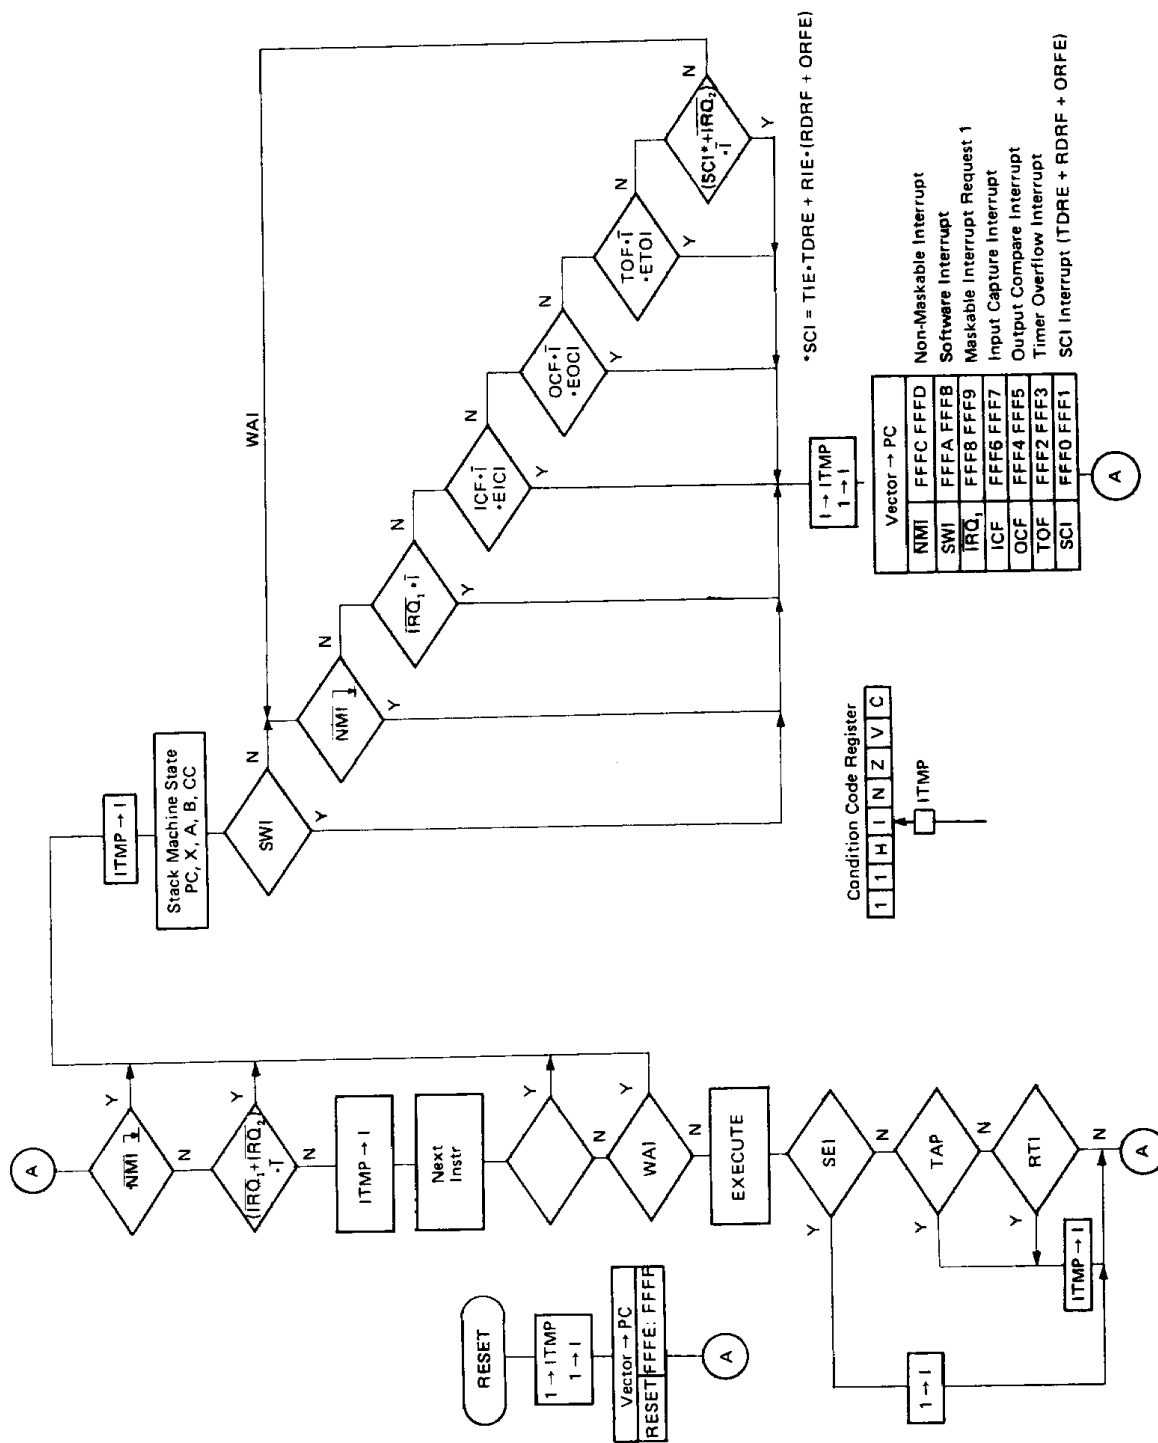 A
NMI
Y
N
(IRQ1+IRQ2)
·I
Y
N
ITMP → I
Next
Instr
Y
N
WAI
Y
N
EXECUTE
SEI
Y
N
TAP
Y
N
RTI
Y
N
ITMP → I
1 → I
A
RESET
1 → ITMP
1 → I
Vector → PC
RESET FFFE: FFFF
A
ITMP → I
Stack Machine State
PC, X, A, B, CC
SWI
N
Y
WAI
NMI
N
Y
IRQ1·I
N
Y
ICF·I
·EICI
N
Y
OCF·I
·EOCI
N
Y
TOF·I
·ETOI
N
Y
(SCI*+IRQ2)
·I
N
Y
*SCI = TIE·TDRE + RIE·(RDRF + ORFE)
I → ITMP
1 → I
Vector → PC
NMI FFFC FFFD Non-Maskable Interrupt
SWI FFFA FFFB Software Interrupt
IRQ1 FFF8 FFF9 Maskable Interrupt Request 1
ICF FFF6 FFF7 Input Capture Interrupt
OCF FFF4 FFF5 Output Compare Interrupt
TOF FFF2 FFF3 Timer Overflow Interrupt
SCI FFF0 FFF1 SCI Interrupt (TDRE + RDRF + ORFE)
A
Condition Code Register
1 1 H I N Z V C
ITMP